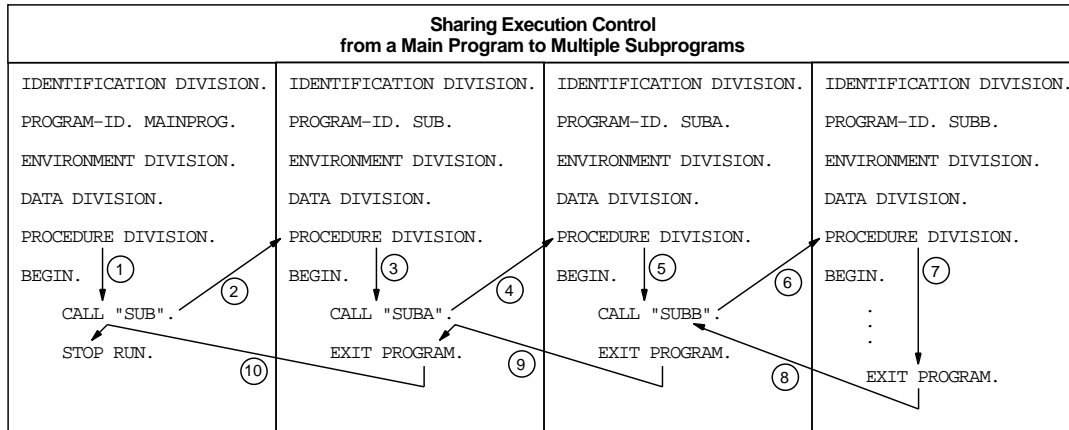 Sharing Execution Control
from a Main Program to Multiple Subprograms
IDENTIFICATION DIVISION.
PROGRAM-ID. MAINPROG.
ENVIRONMENT DIVISION.
DATA DIVISION.
PROCEDURE DIVISION.
1
BEGIN.
2
CALL "SUB".
STOP RUN.
10
IDENTIFICATION DIVISION.
PROGRAM-ID. SUB.
ENVIRONMENT DIVISION.
DATA DIVISION.
PROCEDURE DIVISION.
3
BEGIN.
4
CALL "SUBA".
EXIT PROGRAM.
9
IDENTIFICATION DIVISION.
PROGRAM-ID. SUBA.
ENVIRONMENT DIVISION.
DATA DIVISION.
PROCEDURE DIVISION.
5
BEGIN.
6
CALL "SUBB".
EXIT PROGRAM.
8
IDENTIFICATION DIVISION.
PROGRAM-ID. SUBB.
ENVIRONMENT DIVISION.
DATA DIVISION.
PROCEDURE DIVISION.
7
BEGIN.
.
.
.
EXIT PROGRAM.